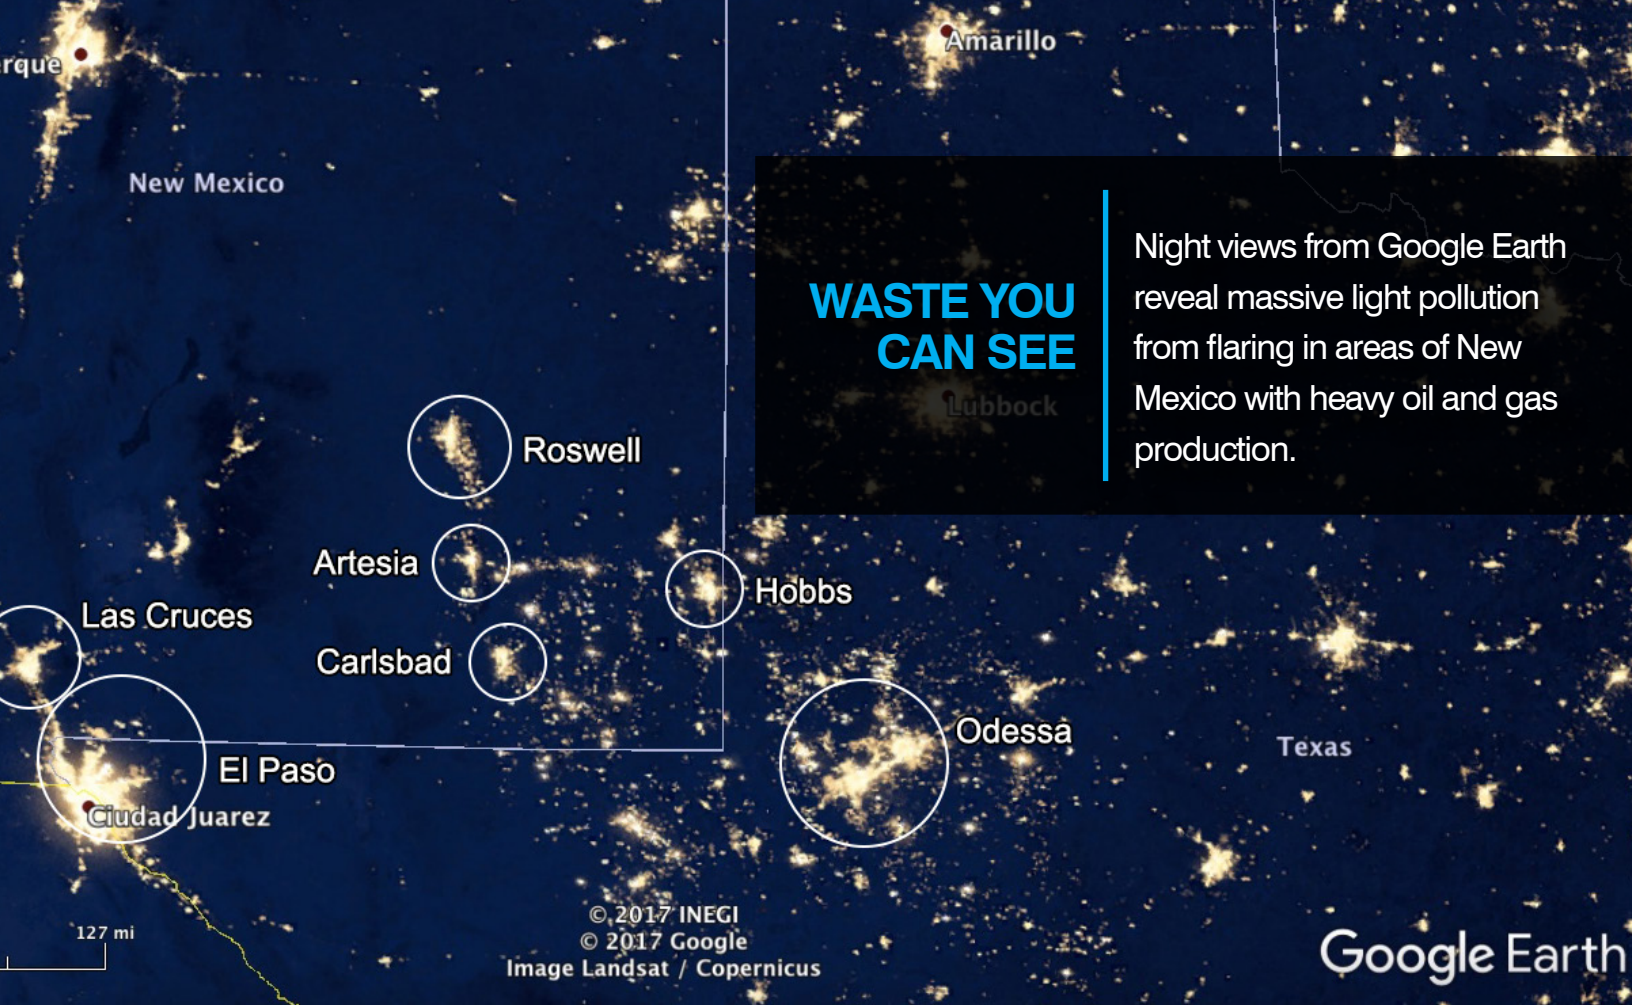 Amarillo
rque
New Mexico
WASTE YOU
CAN SEE
Night views from Google Earth
reveal massive light pollution
from flaring in areas of New
Mexico with heavy oil and gas
production.
Lubbock
Roswell
Artesia
Hobbs
Las Cruces
Carlsbad
Odessa
Texas
El Paso
Ciudad Juarez
127 mi
© 2017 INEGI
© 2017 Google
Image Landsat / Copernicus
Google Earth